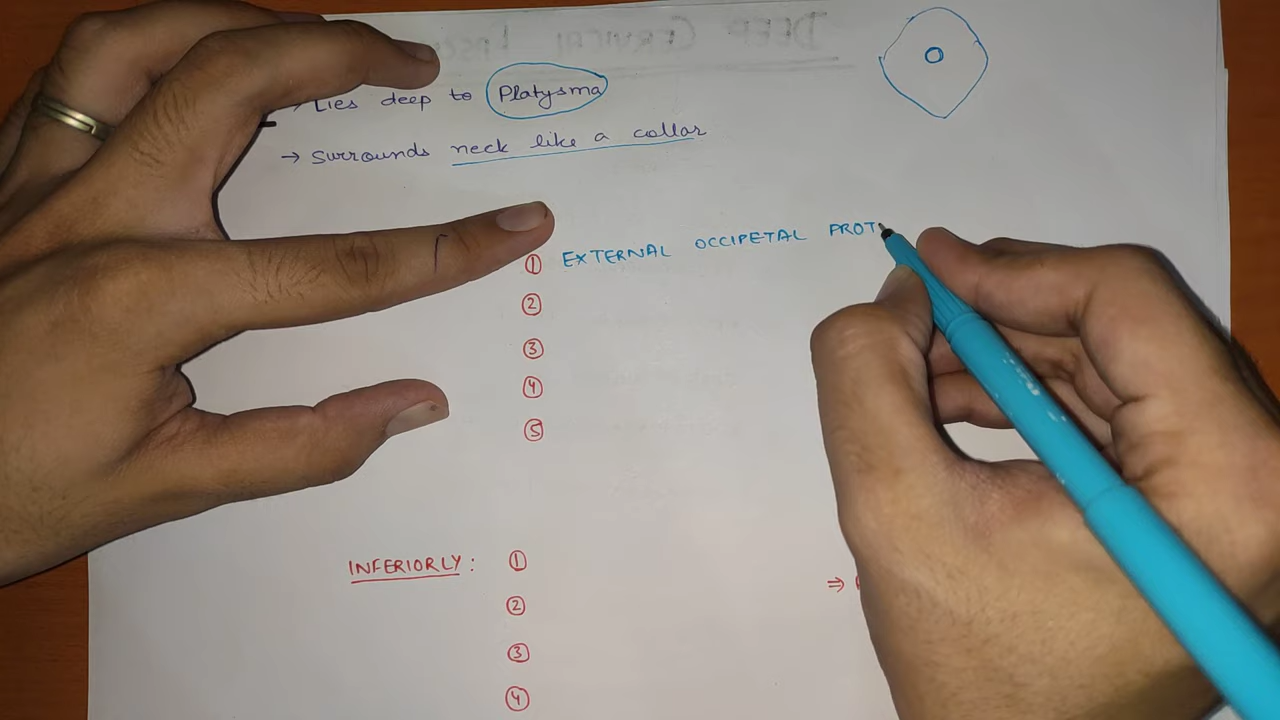 → Lies deep to Platysma
→ Surrounds neck like a collar
① EXTERNAL OCCIPETAL PROT
②
③
④
⑤
INFERIORLY : ①
② ⇒
③
④